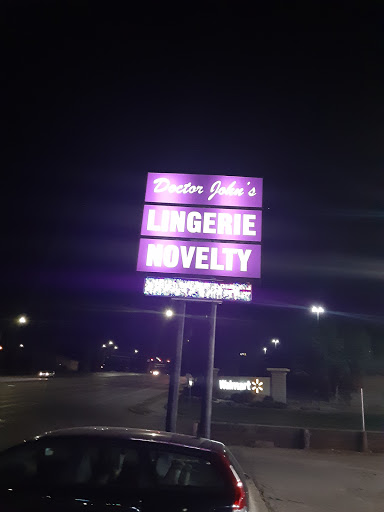 Doctor John's
LINGERIE
NOVELTY
Walmart